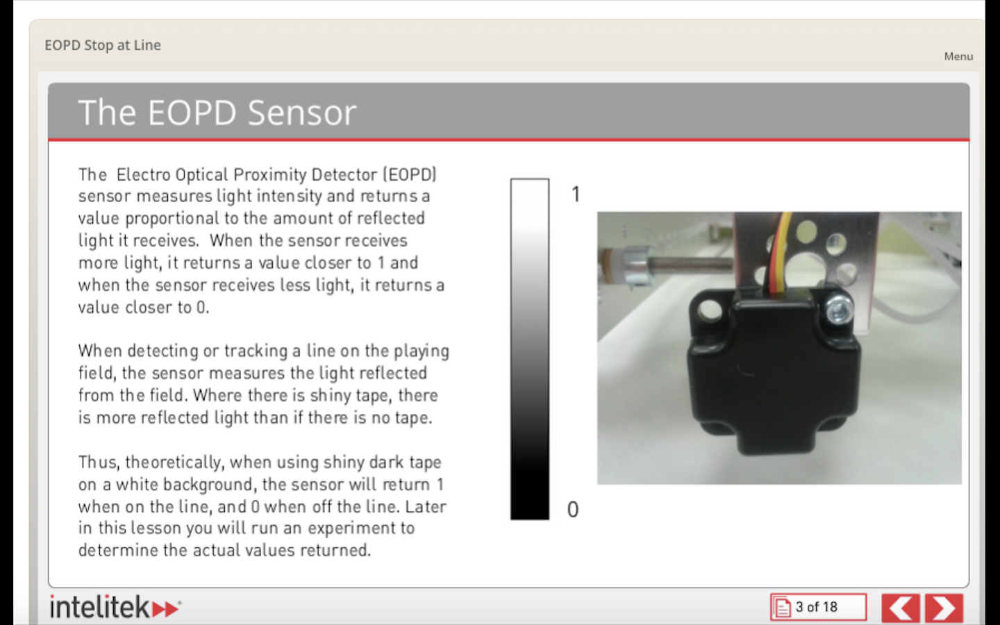 EOPD Stop at Line
Menu
The EOPD Sensor
The Electro Optical Proximity Detector (EOPD)
sensor measures light intensity and returns a
value proportional to the amount of reflected
light it receives. When the sensor receives
more light, it returns a value closer to 1 and
when the sensor receives less light, it returns a
value closer to 0.
When detecting or tracking a line on the playing
field, the sensor measures the light reflected
from the field. Where there is shiny tape, there
is more reflected light than if there is no tape.
Thus, theoretically, when using shiny dark tape
on a white background, the sensor will return 1
when on the line, and 0 when off the line. Later
in this lesson you will run an experiment to
determine the actual values returned.
1
0
intelitek
3 of 18